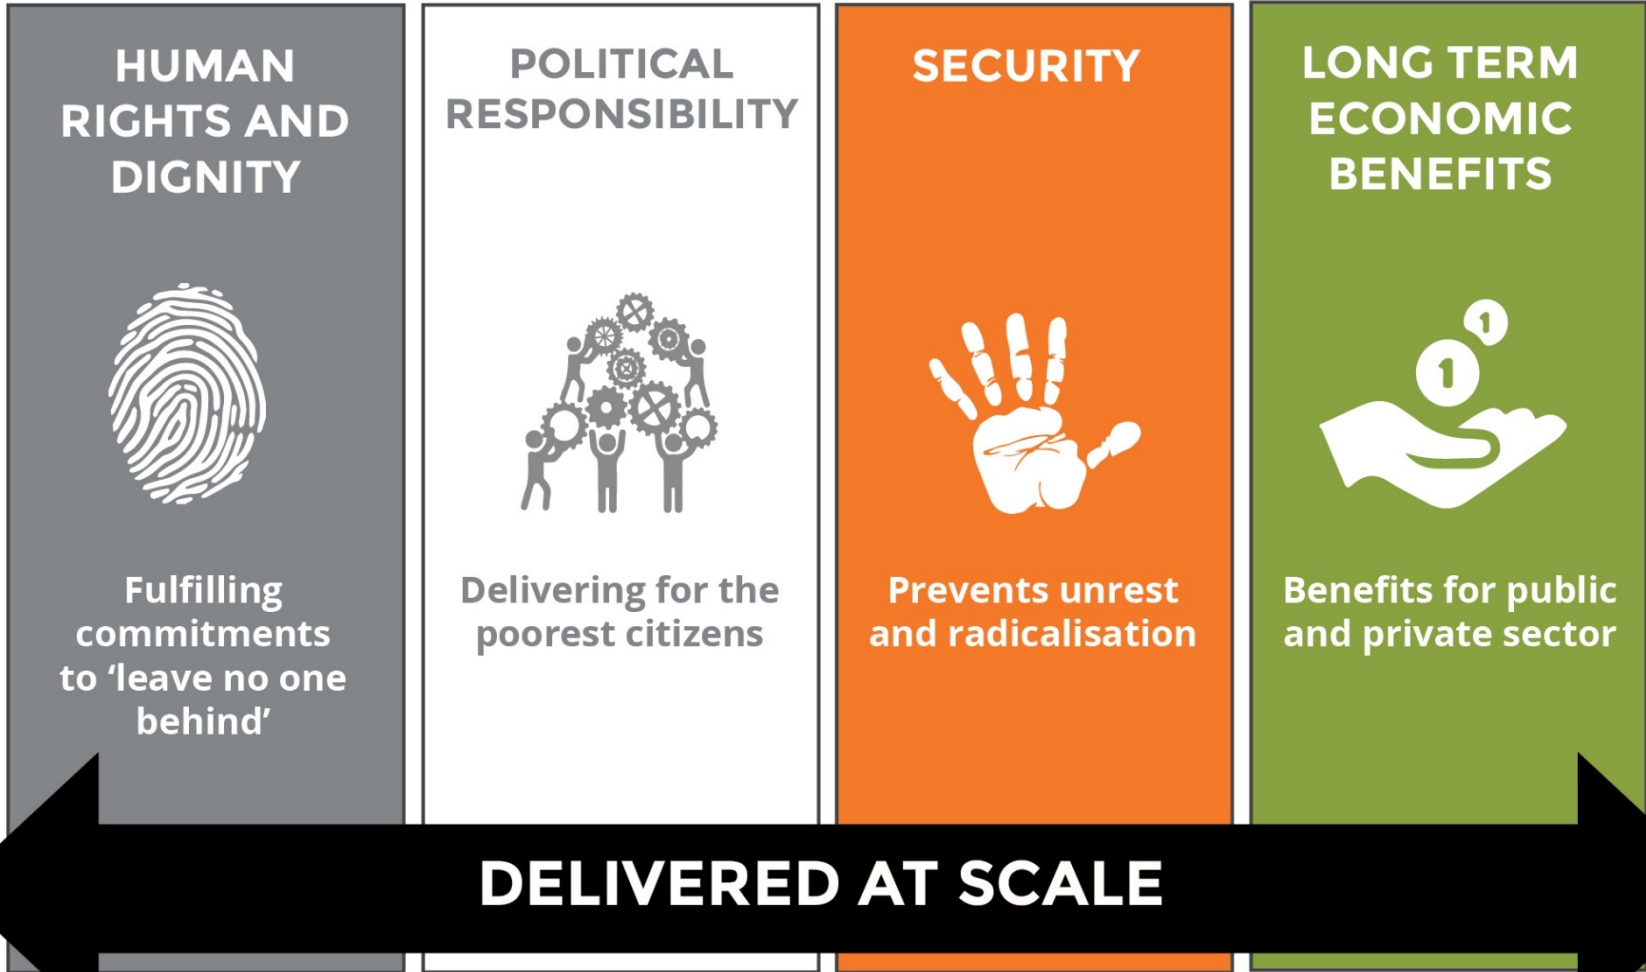 HUMAN
RIGHTS AND
DIGNITY
Fulfilling
commitments
to ‘leave no one
behind’
POLITICAL
RESPONSIBILITY
Delivering for the
poorest citizens
SECURITY
Prevents unrest
and radicalisation
LONG TERM
ECONOMIC
BENEFITS
1
1
Benefits for public
and private sector
DELIVERED AT SCALE